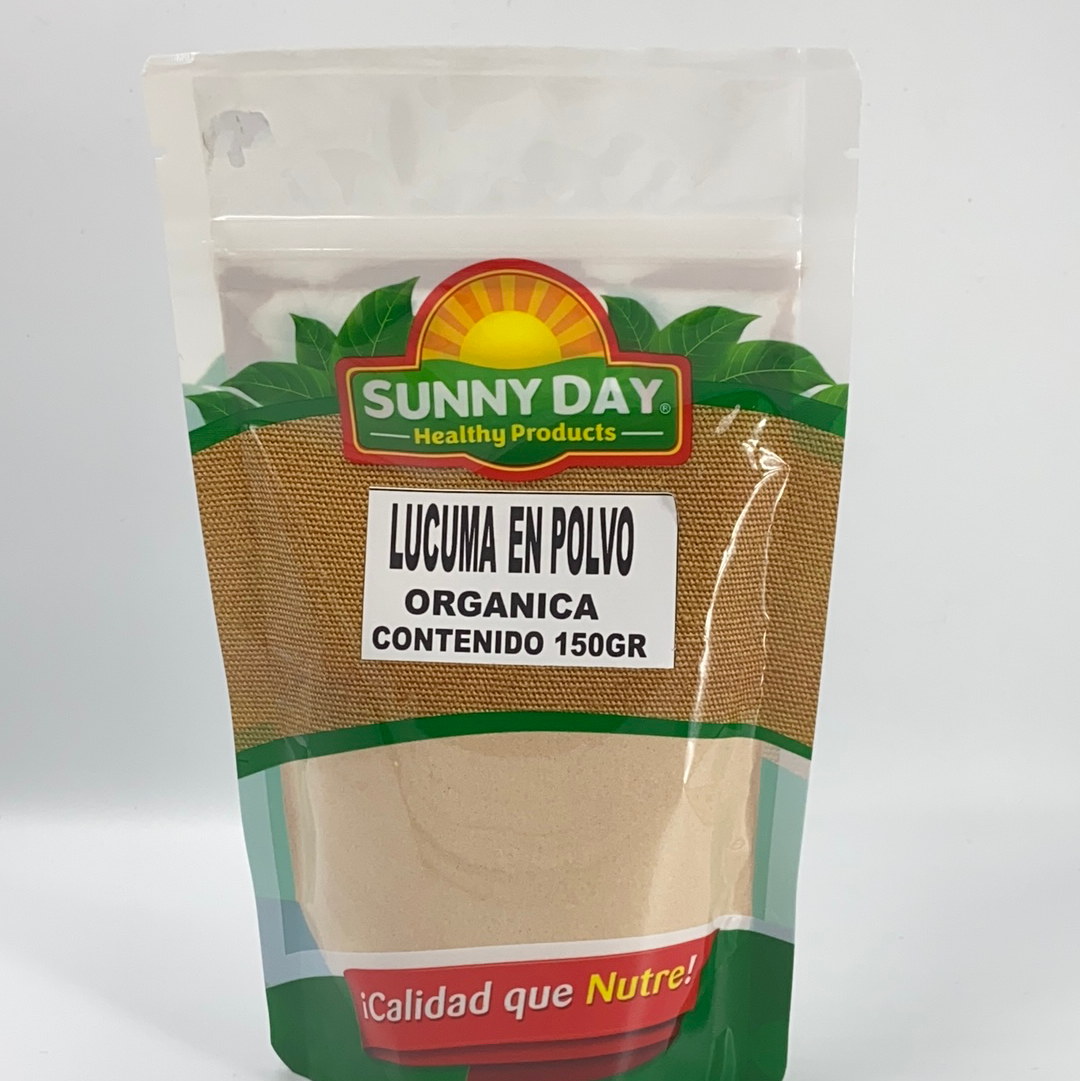 SUNNY DAY®
Healthy Products
LUCUMA EN POLVO
ORGANICA
CONTENIDO 150GR
¡Calidad que Nutre!